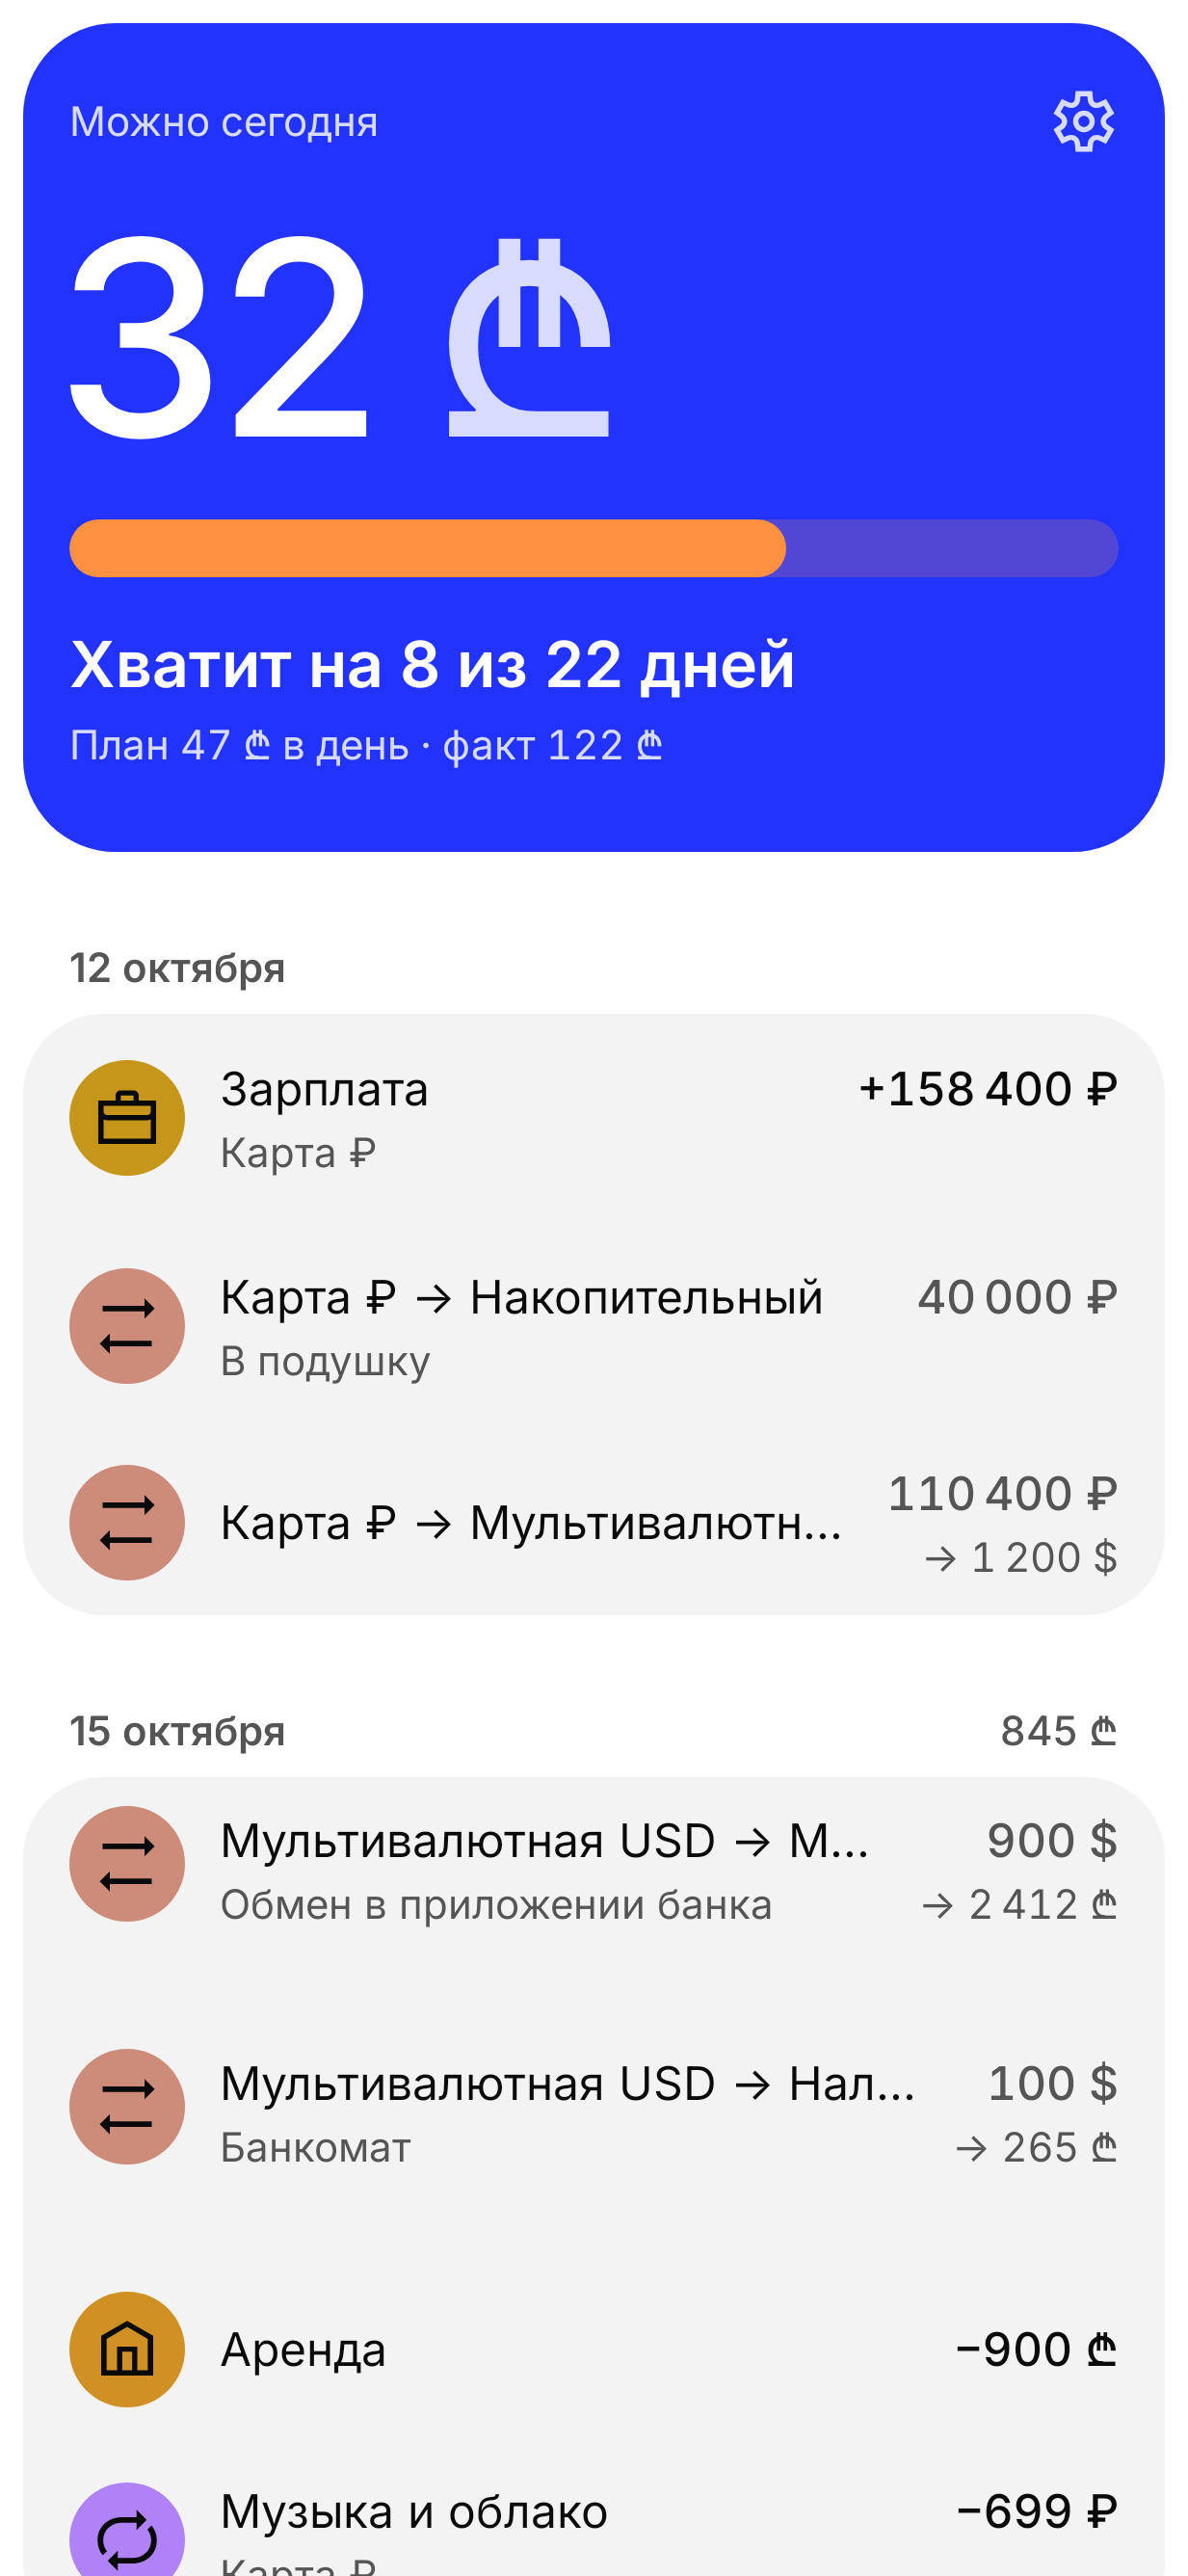 Можно сегодня
32 ₾
Хватит на 8 из 22 дней
План 47 ₾ в день · факт 122 ₾
12 октября
Зарплата +158 400 ₽
Карта ₽
Карта ₽ → Накопительный 40 000 ₽
В подушку
Карта ₽ → Мультивалютн... 110 400 ₽
→ 1 200 $
15 октября 845 ₾
Мультивалютная USD → М... 900 $
Обмен в приложении банка → 2 412 ₾
Мультивалютная USD → Нал... 100 $
Банкомат → 265 ₾
Аренда −900 ₾
Музыка и облако −699 ₽
Карта ₽